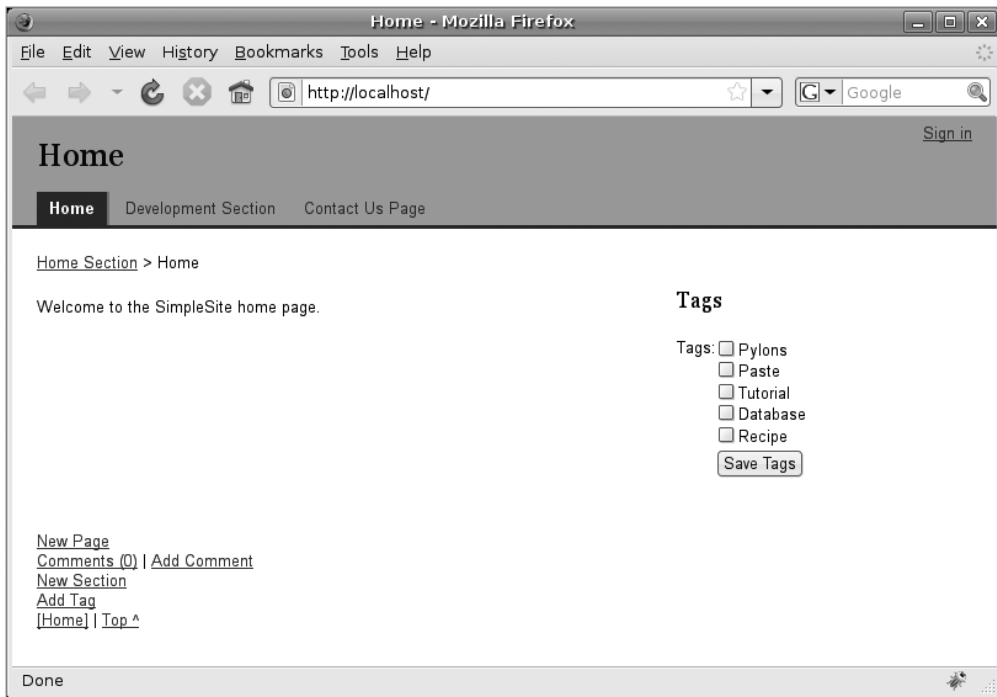 Home - Mozilla Firefox
File Edit View History Bookmarks Tools Help
http://localhost/
G Google
Sign in
Home
Home Development Section Contact Us Page
Home Section > Home
Welcome to the SimpleSite home page.
Tags
Tags: Pylons
Paste
Tutorial
Database
Recipe
Save Tags
New Page
Comments (0) | Add Comment
New Section
Add Tag
[Home] | Top ^
Done